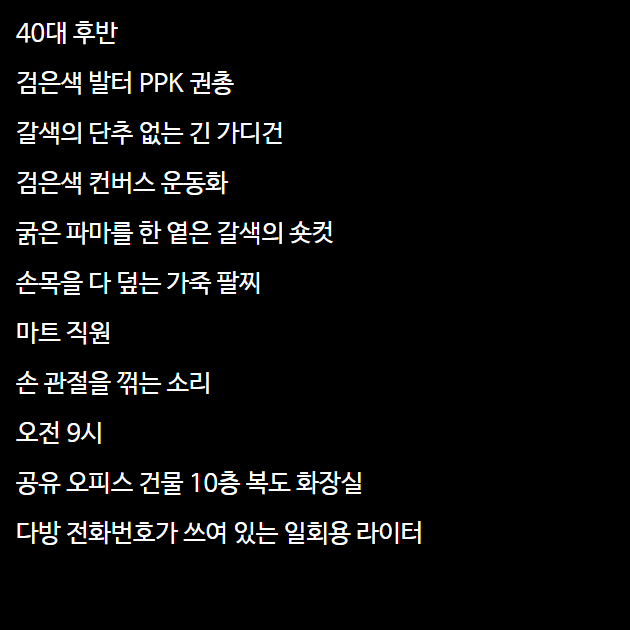 40대 후반
검은색 발터 PPK 권총
갈색의 단추 없는 긴 가디건
검은색 컨버스 운동화
굵은 파마를 한 옅은 갈색의 숏컷
손목을 다 덮는 가죽 팔찌
마트 직원
손 관절을 꺾는 소리
오전 9시
공유 오피스 건물 10층 복도 화장실
다방 전화번호가 쓰여 있는 일회용 라이터